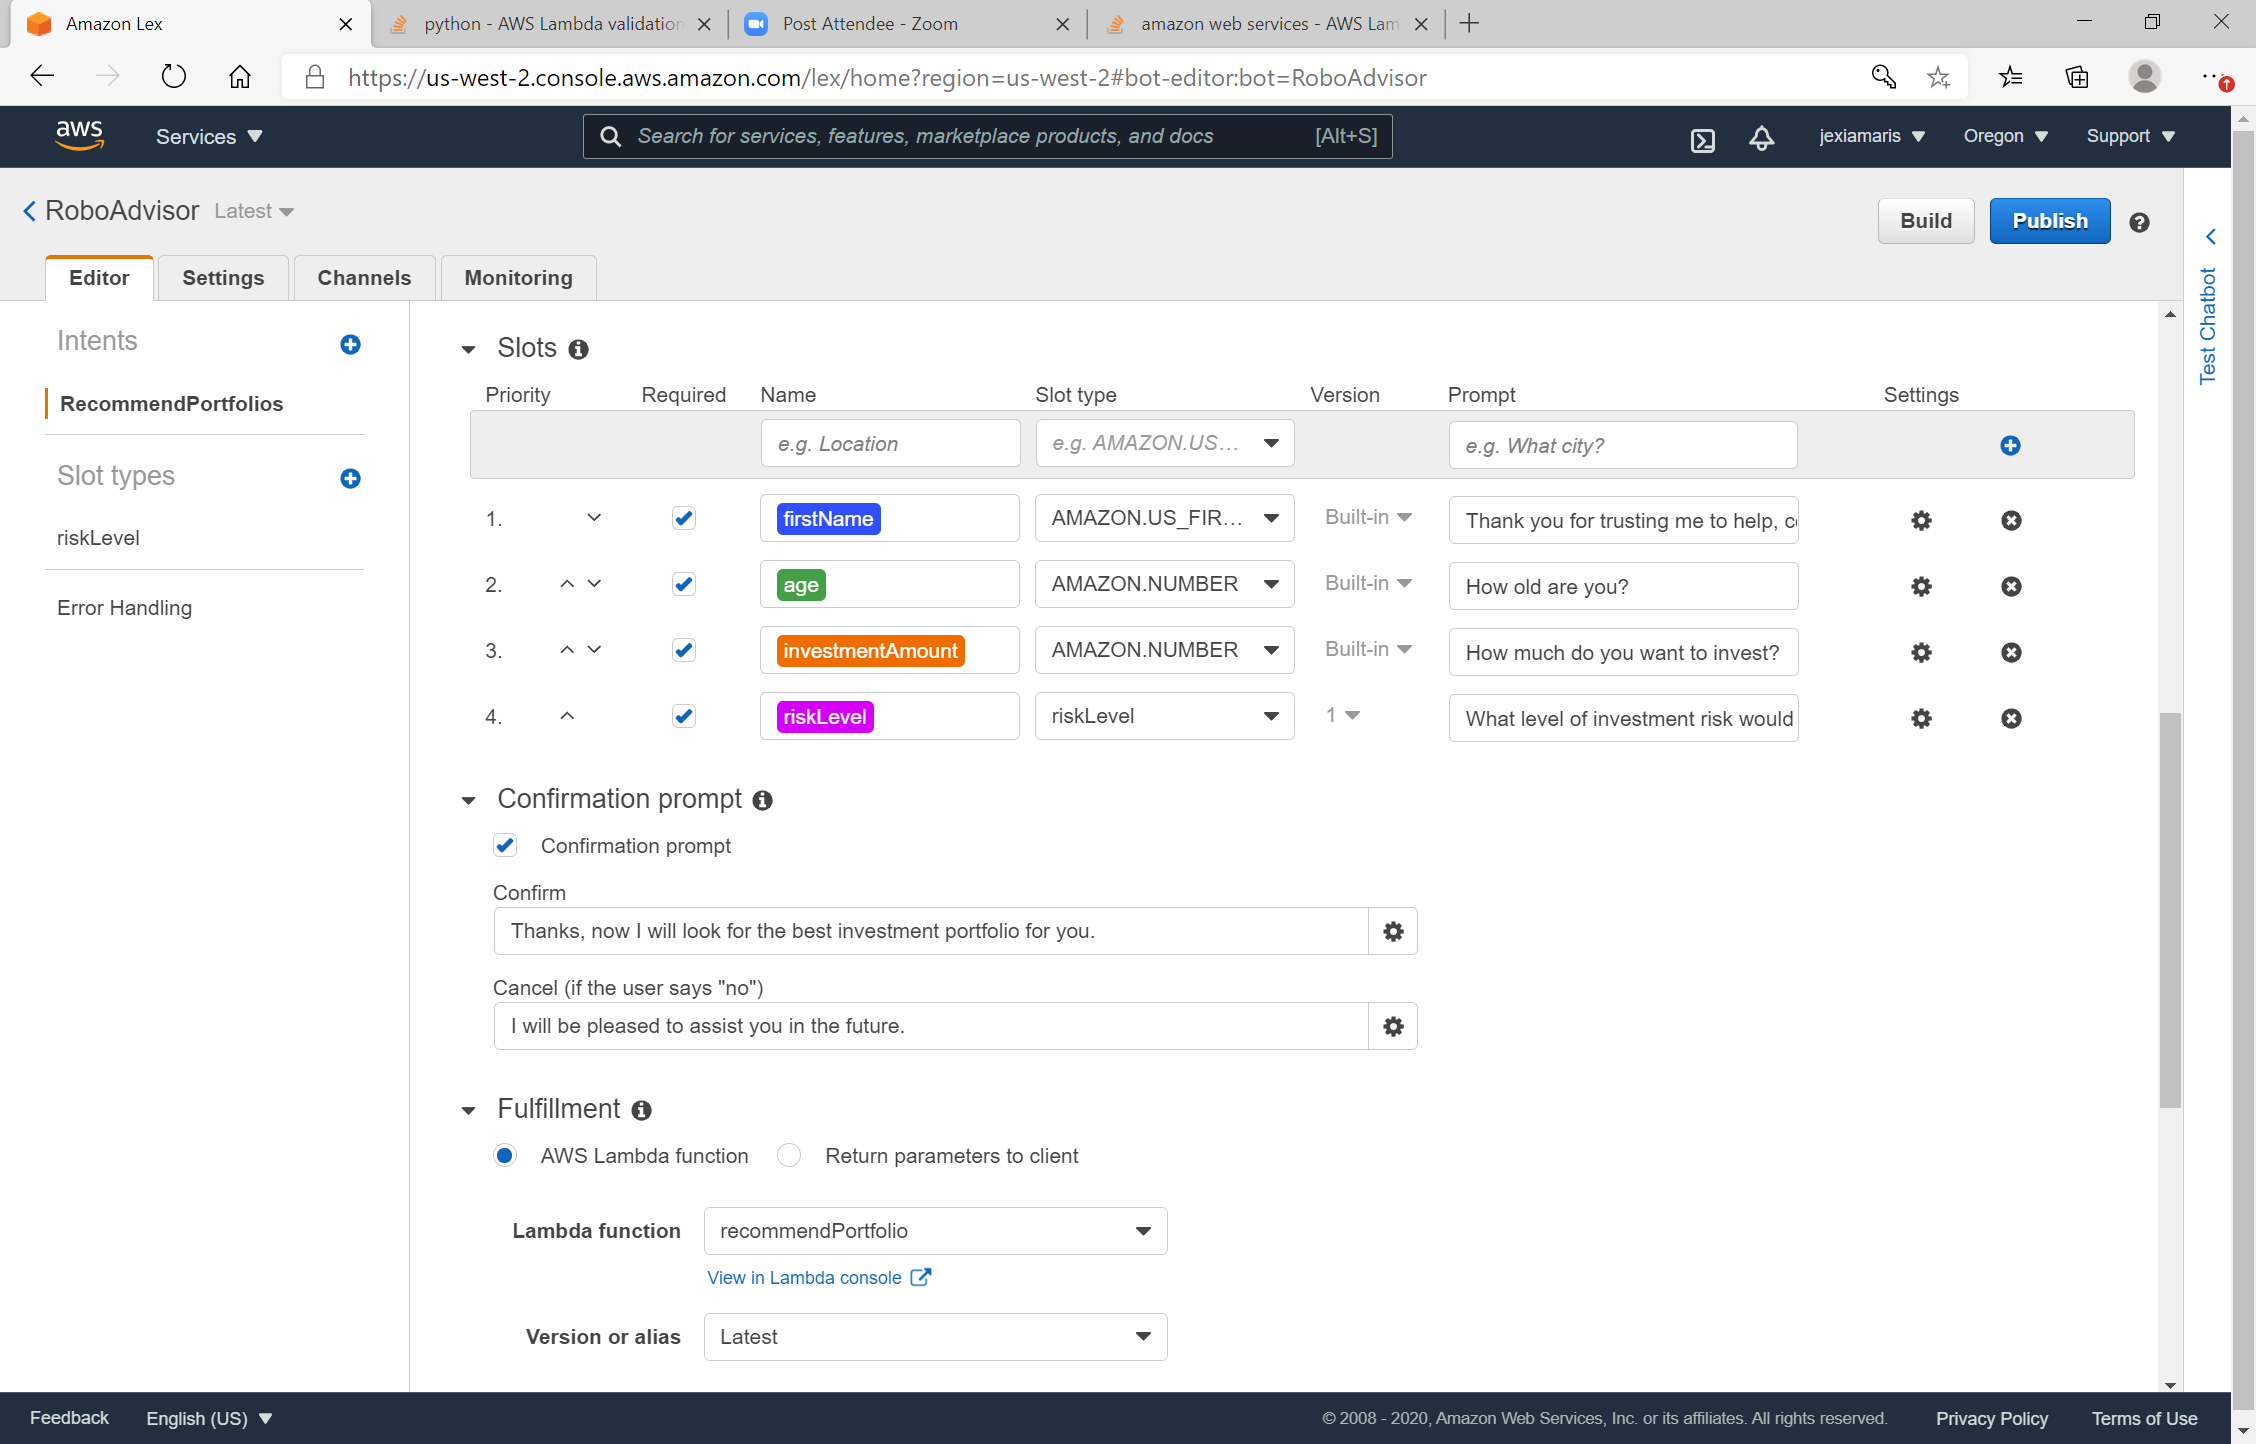 Amazon Lex
python - AWS Lambda validation
Post Attendee - Zoom
amazon web services - AWS Lam
https://us-west-2.console.aws.amazon.com/lex/home?region=us-west-2#bot-editor:bot=RoboAdvisor
aws
Services
Search for services, features, marketplace products, and docs [Alt+S]
jexiamaris
Oregon
Support
RoboAdvisor Latest
Build
Publish
Editor
Settings
Channels
Monitoring
Test Chatbot
Intents
RecommendPortfolios
Slot types
riskLevel
Error Handling
Slots
Priority Required Name Slot type Version Prompt Settings
e.g. Location e.g. AMAZON.US... e.g. What city?
1. firstName AMAZON.US_FIR... Built-in Thank you for trusting me to help, c
2. age AMAZON.NUMBER Built-in How old are you?
3. investmentAmount AMAZON.NUMBER Built-in How much do you want to invest?
4. riskLevel riskLevel 1 What level of investment risk would
Confirmation prompt
Confirmation prompt
Confirm
Thanks, now I will look for the best investment portfolio for you.
Cancel (if the user says "no")
I will be pleased to assist you in the future.
Fulfillment
AWS Lambda function Return parameters to client
Lambda function recommendPortfolio
View in Lambda console
Version or alias Latest
Feedback English (US) © 2008 - 2020, Amazon Web Services, Inc. or its affiliates. All rights reserved. Privacy Policy Terms of Use